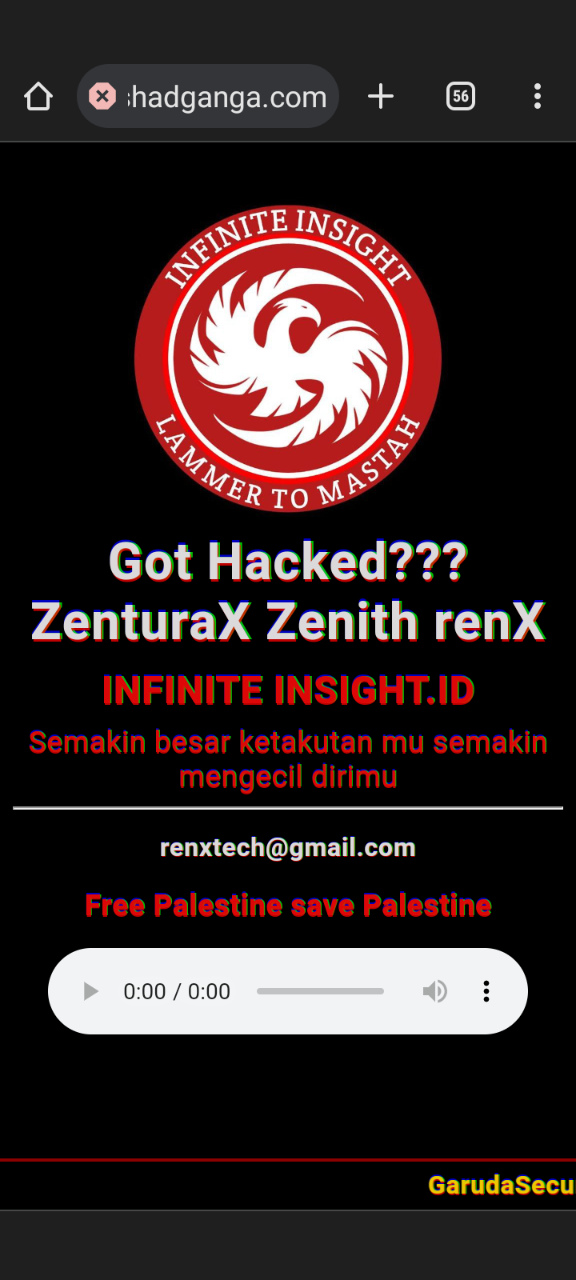 hadganga.com
56
INFINITE INSIGHT
LAMMER TO MASTAH
Got Hacked???
ZenturaX Zenith renX
INFINITE INSIGHT.ID
Semakin besar ketakutan mu semakin
mengecil dirimu
renxtech@gmail.com
Free Palestine save Palestine
0:00 / 0:00
GarudaSecu